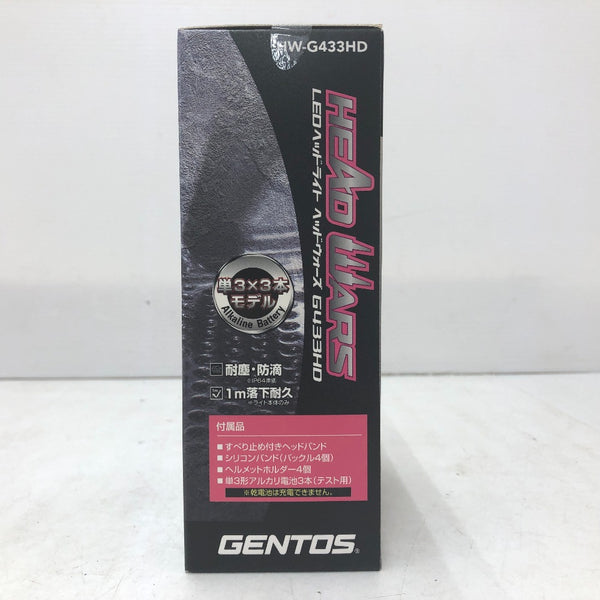 HW-G433HD
HEAD WARS
LEDヘッドライト ヘッドウォーズ G433HD
単3×3本
モデル
Alkaline Battery
耐塵・防滴
※IP64準拠
1m落下耐久
※ライト本体のみ
付属品
■すべり止め付きヘッドバンド
■シリコンバンド(バックル4個)
■ヘルメットホルダー4個
■単3形アルカリ電池3本(テスト用)
※乾電池は充電できません。
GENTOS®